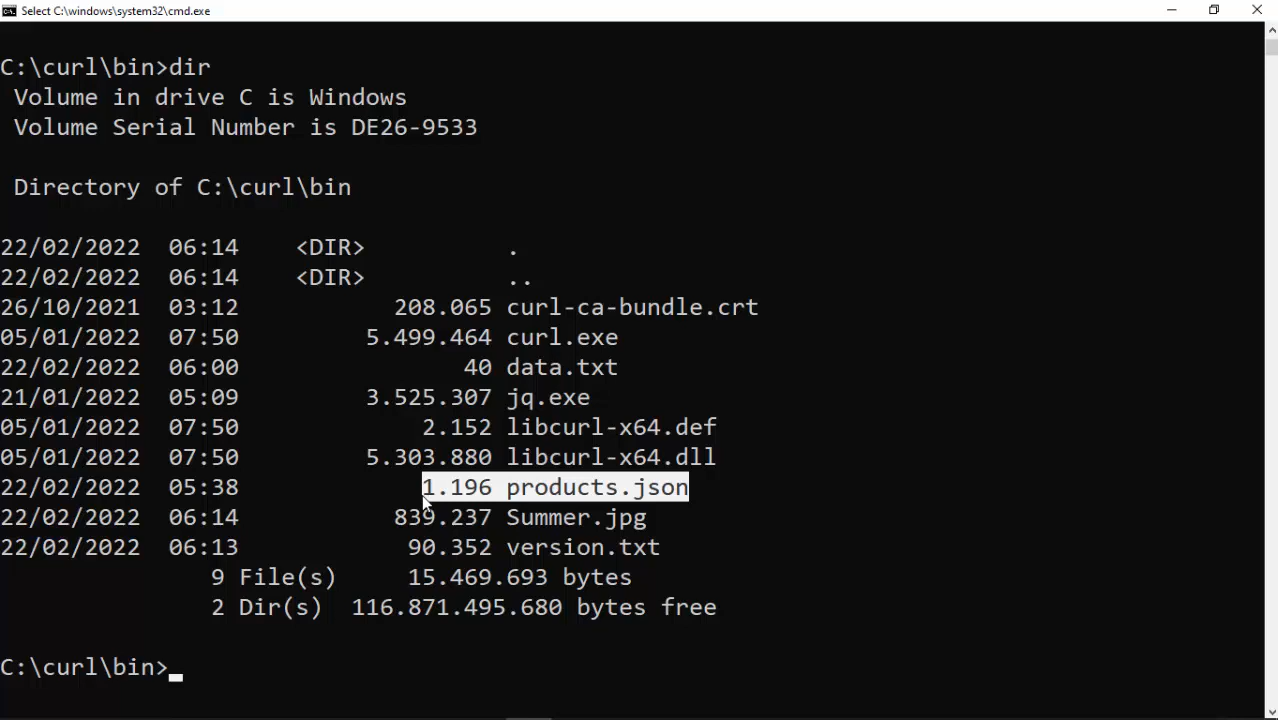 Select C:\windows\system32\cmd.exe
C:\curl\bin>dir
Volume in drive C is Windows
Volume Serial Number is DE26-9533
Directory of C:\curl\bin
22/02/2022  06:14    <DIR>          .
22/02/2022  06:14    <DIR>          ..
26/10/2021  03:12           208.065 curl-ca-bundle.crt
05/01/2022  07:50         5.499.464 curl.exe
22/02/2022  06:00                40 data.txt
21/01/2022  05:09         3.525.307 jq.exe
05/01/2022  07:50             2.152 libcurl-x64.def
05/01/2022  07:50         5.303.880 libcurl-x64.dll
22/02/2022  05:38             1.196 products.json
22/02/2022  06:14           839.237 Summer.jpg
22/02/2022  06:13            90.352 version.txt
9 File(s)     15.469.693 bytes
2 Dir(s)  116.871.495.680 bytes free
C:\curl\bin>